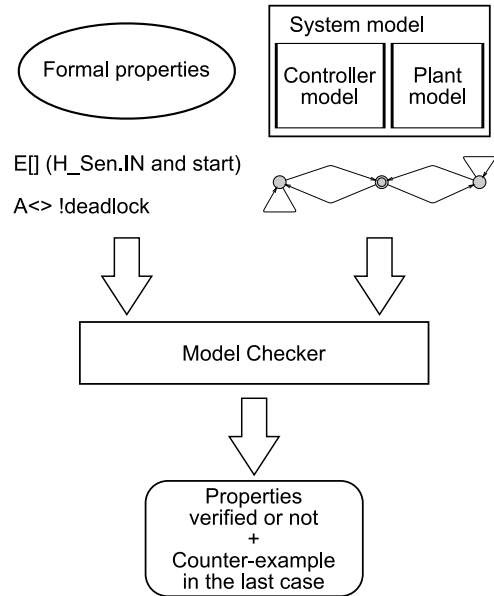 Formal properties
System model
Controller
model
Plant
model
E[] (H_Sen.IN and start)
A<> !deadlock
Model Checker
Properties
verified or not
+
Counter-example
in the last case